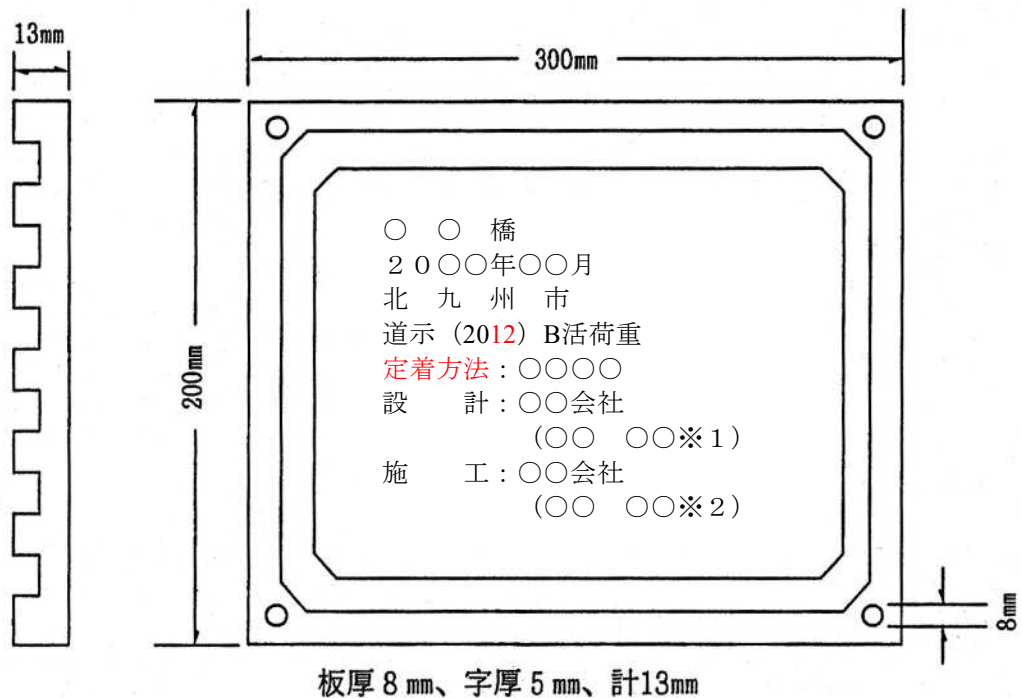 13mm
300mm
200mm
○　○　橋
２０○○年○○月
北　九　州　市
道示（2012）B活荷重
定着方法：○○○○
設　　計：○○会社
（○○　○○※１）
施　　工：○○会社
（○○　○○※２）
8mm
板厚８mm、字厚５mm、計13mm